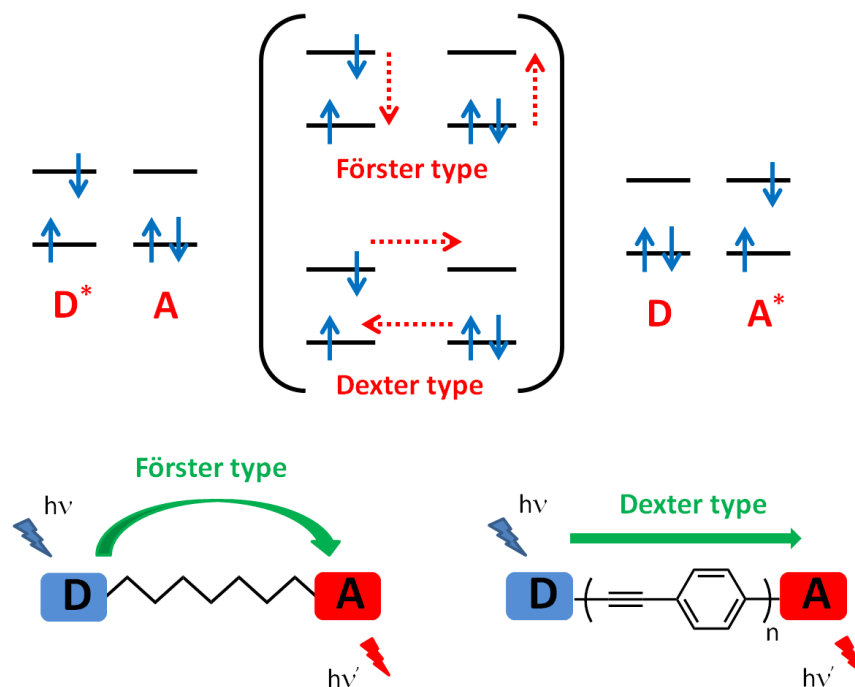 Förster type
D* A
Dexter type
D A*
Förster type
hν
D A
hν'
Dexter type
hν
D n A
hν'